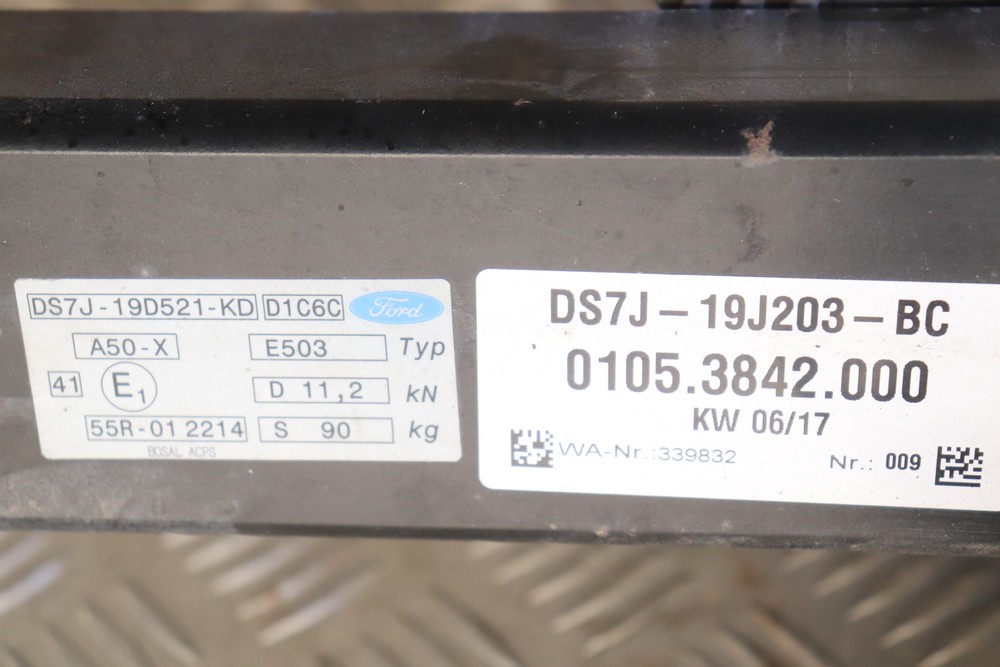 DS7J-19D521-KD D1C6C Ford
A50-X E503 Typ
41 E1 D 11,2 kN
55R-01 2214 S 90 kg
BOSAL ACPS
DS7J-19J203-BC
0105.3842.000
KW 06/17
WA-Nr.:339832 Nr.: 009